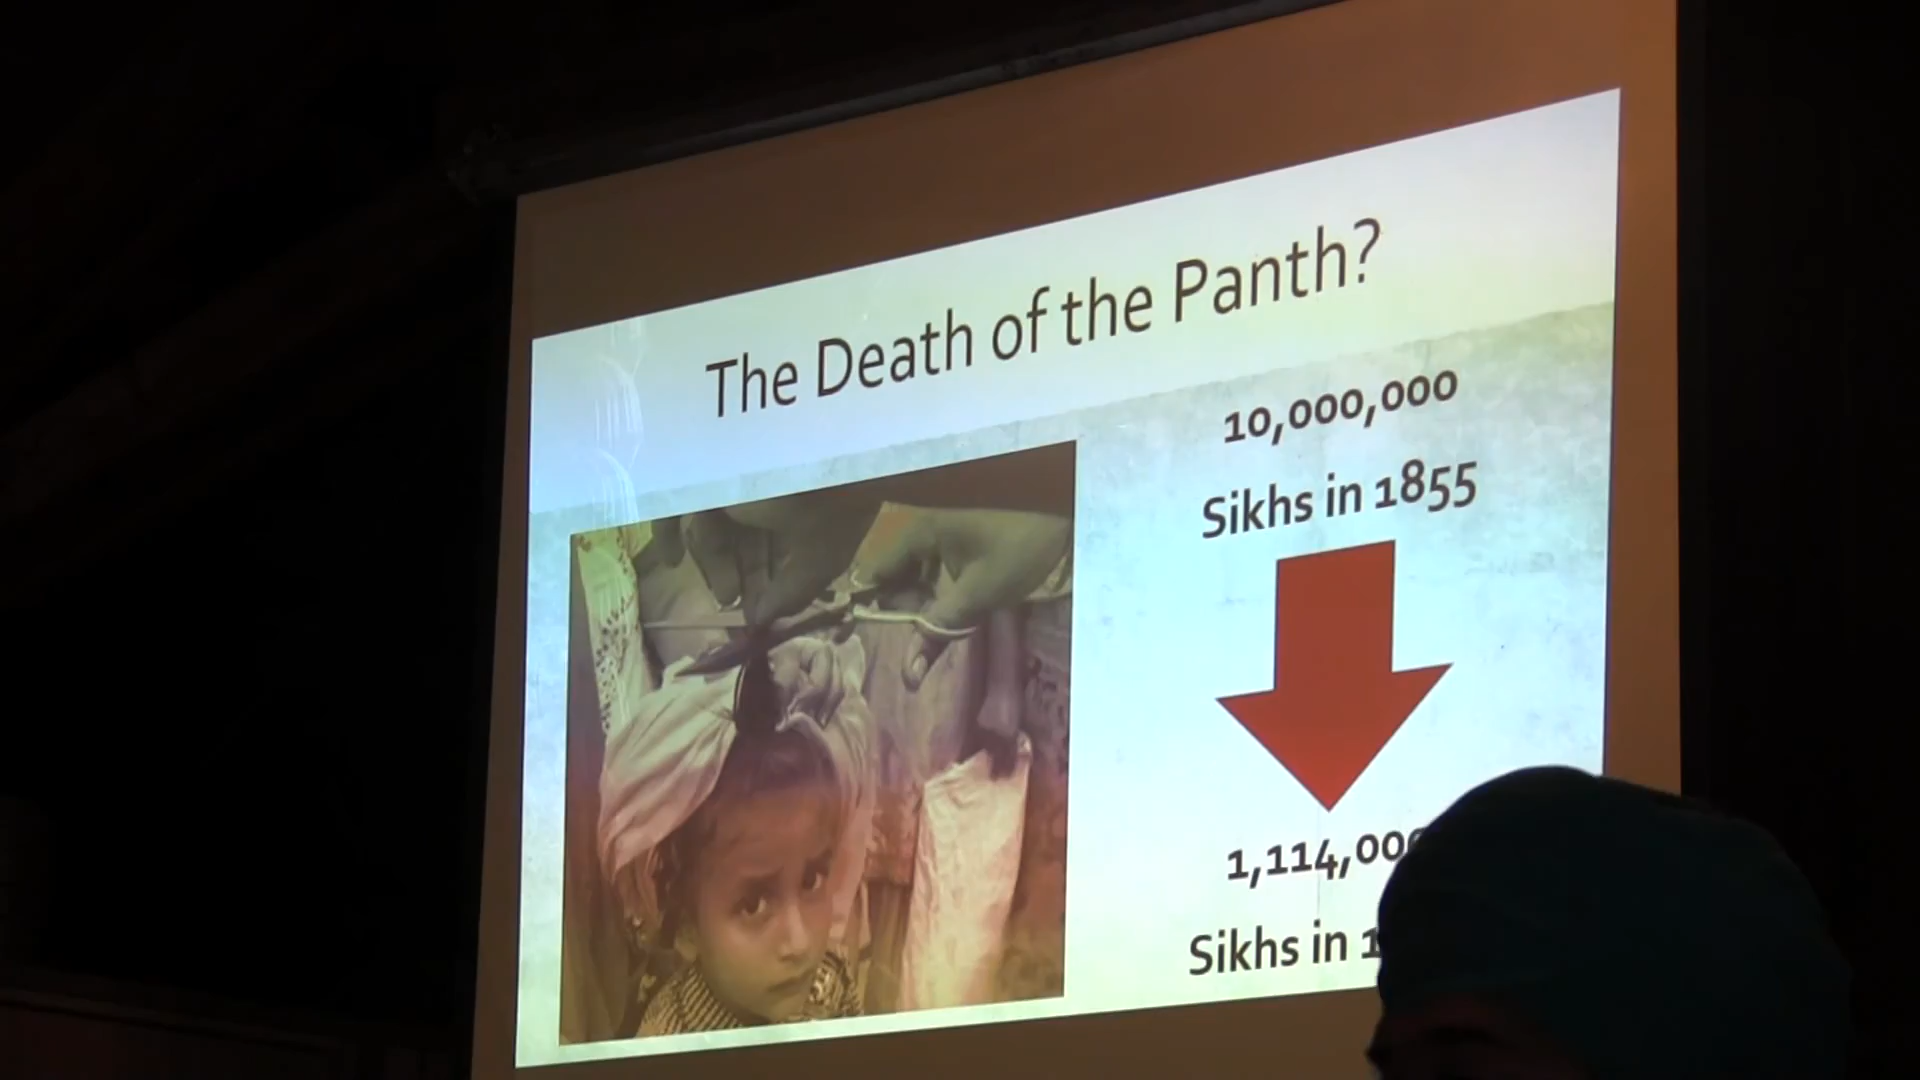 The Death of the Panth?
10,000,000
Sikhs in 1855
Sikhs in